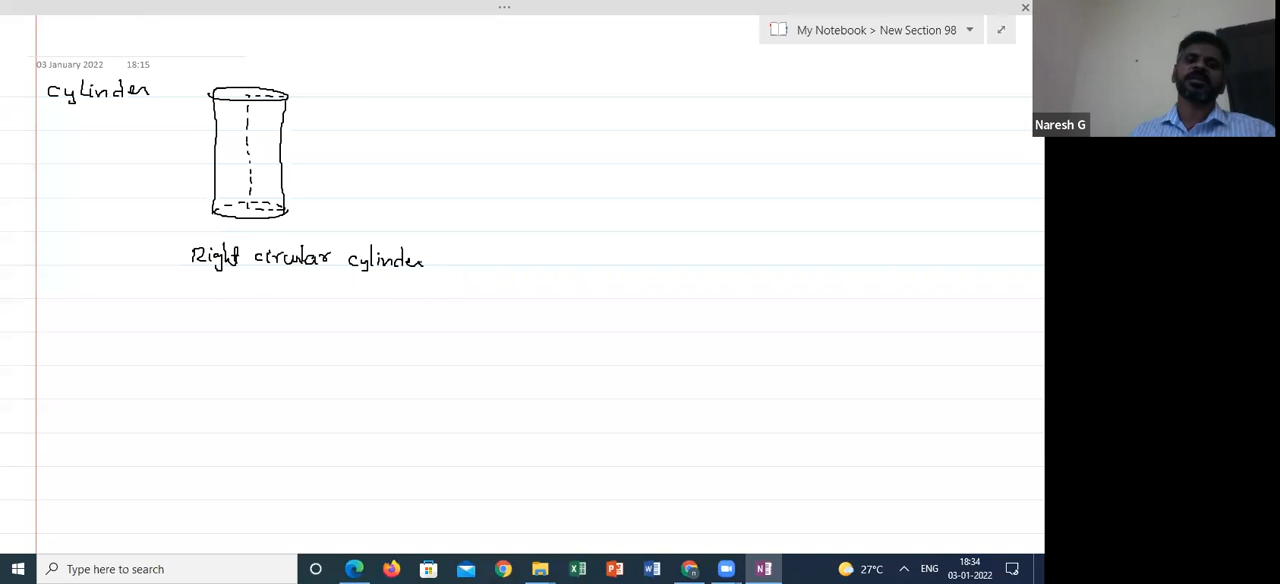 My Notebook > New Section 98
03 January 2022 18:15
cylinder
Naresh G
Right circular cylinder
Type here to search
27°C
ENG
18:34
03-01-2022